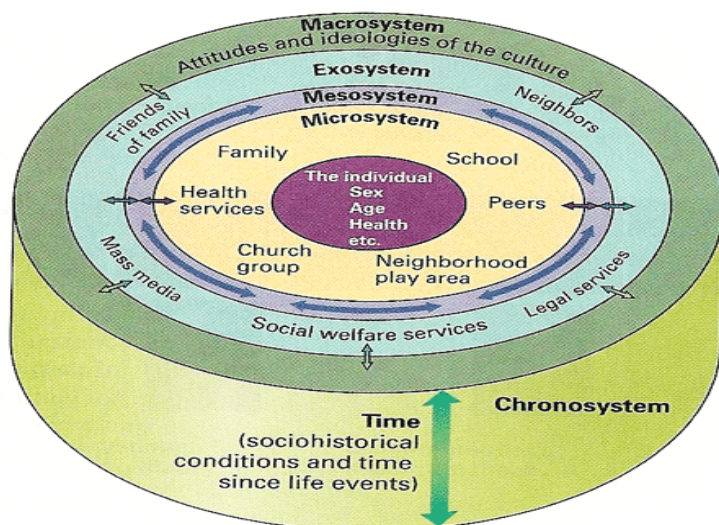 Macrosystem
Attitudes and ideologies of the culture
Exosystem
Mesosystem
Microsystem
Friends
of family
Neighbors
Family
School
The individual
Sex
Age
Health
etc.
Health
services
Peers
Church
group
Neighborhood
play area
Mass media
Social welfare services
Legal services
Chronosystem
Time
(sociohistorical
conditions and time
since life events)